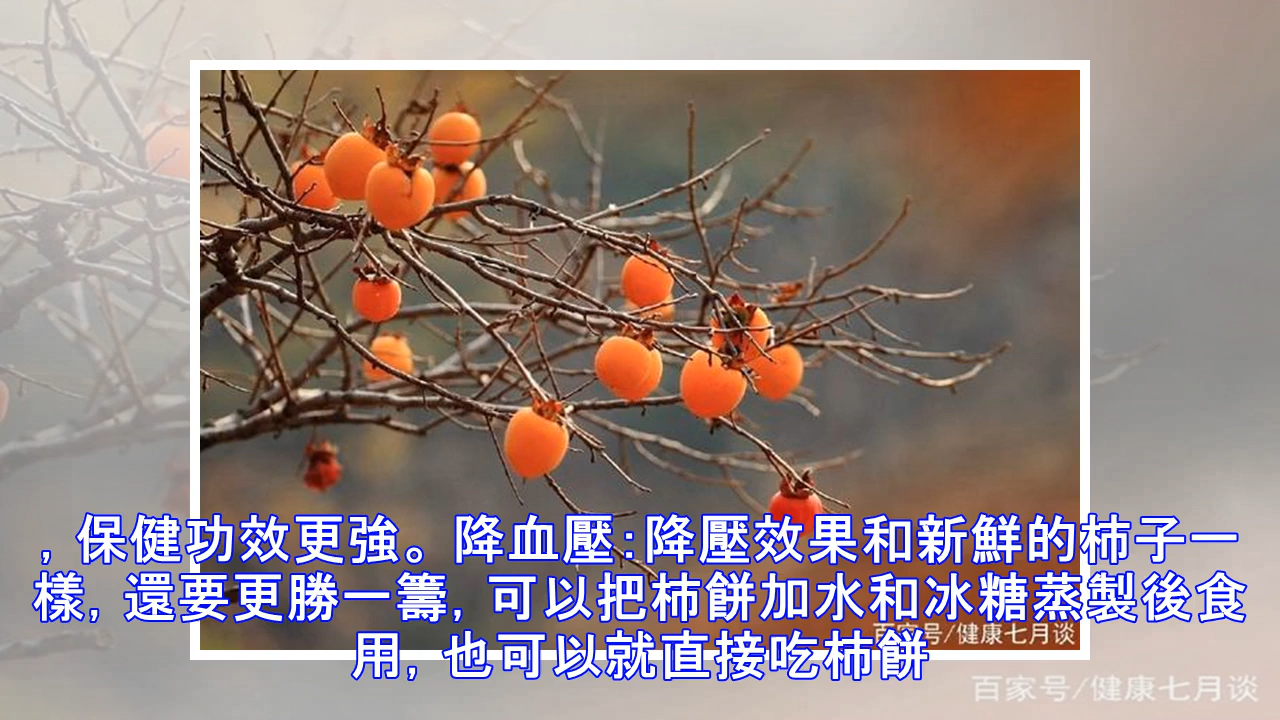 ，保健功效更強。降血壓:降壓效果和新鮮的柿子一
樣，還要更勝一籌，可以把柿餅加水和冰糖蒸製後食
用，也可以就直接吃柿餅
百家号/健康七月谈
百家号/健康七月谈